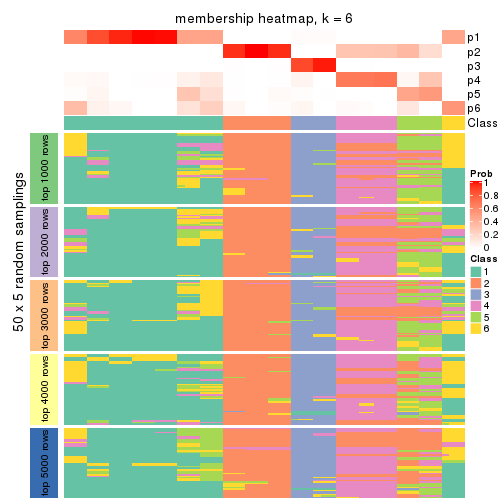 membership heatmap, k = 6
p1
p2
p3
p4
p5
p6
Class
50 x 5 random samplings
top 1000 rows
top 2000 rows
top 3000 rows
top 4000 rows
top 5000 rows
Prob
1
0.8
0.6
0.4
0.2
0
Class
1
2
3
4
5
6